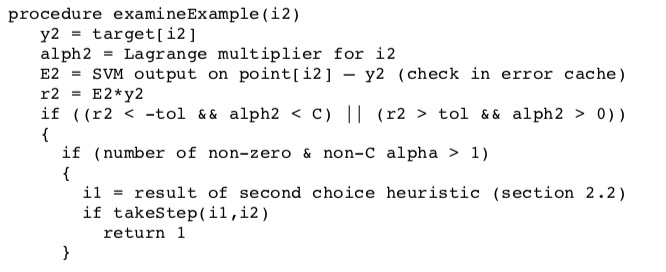 procedure examineExample(i2)
y2 = target[i2]
alph2 = Lagrange multiplier for i2
E2 = SVM output on point[i2] – y2 (check in error cache)
r2 = E2*y2
if ((r2 < -tol && alph2 < C) || (r2 > tol && alph2 > 0))
{
if (number of non-zero & non-C alpha > 1)
{
i1 = result of second choice heuristic (section 2.2)
if takeStep(i1,i2)
return 1
}